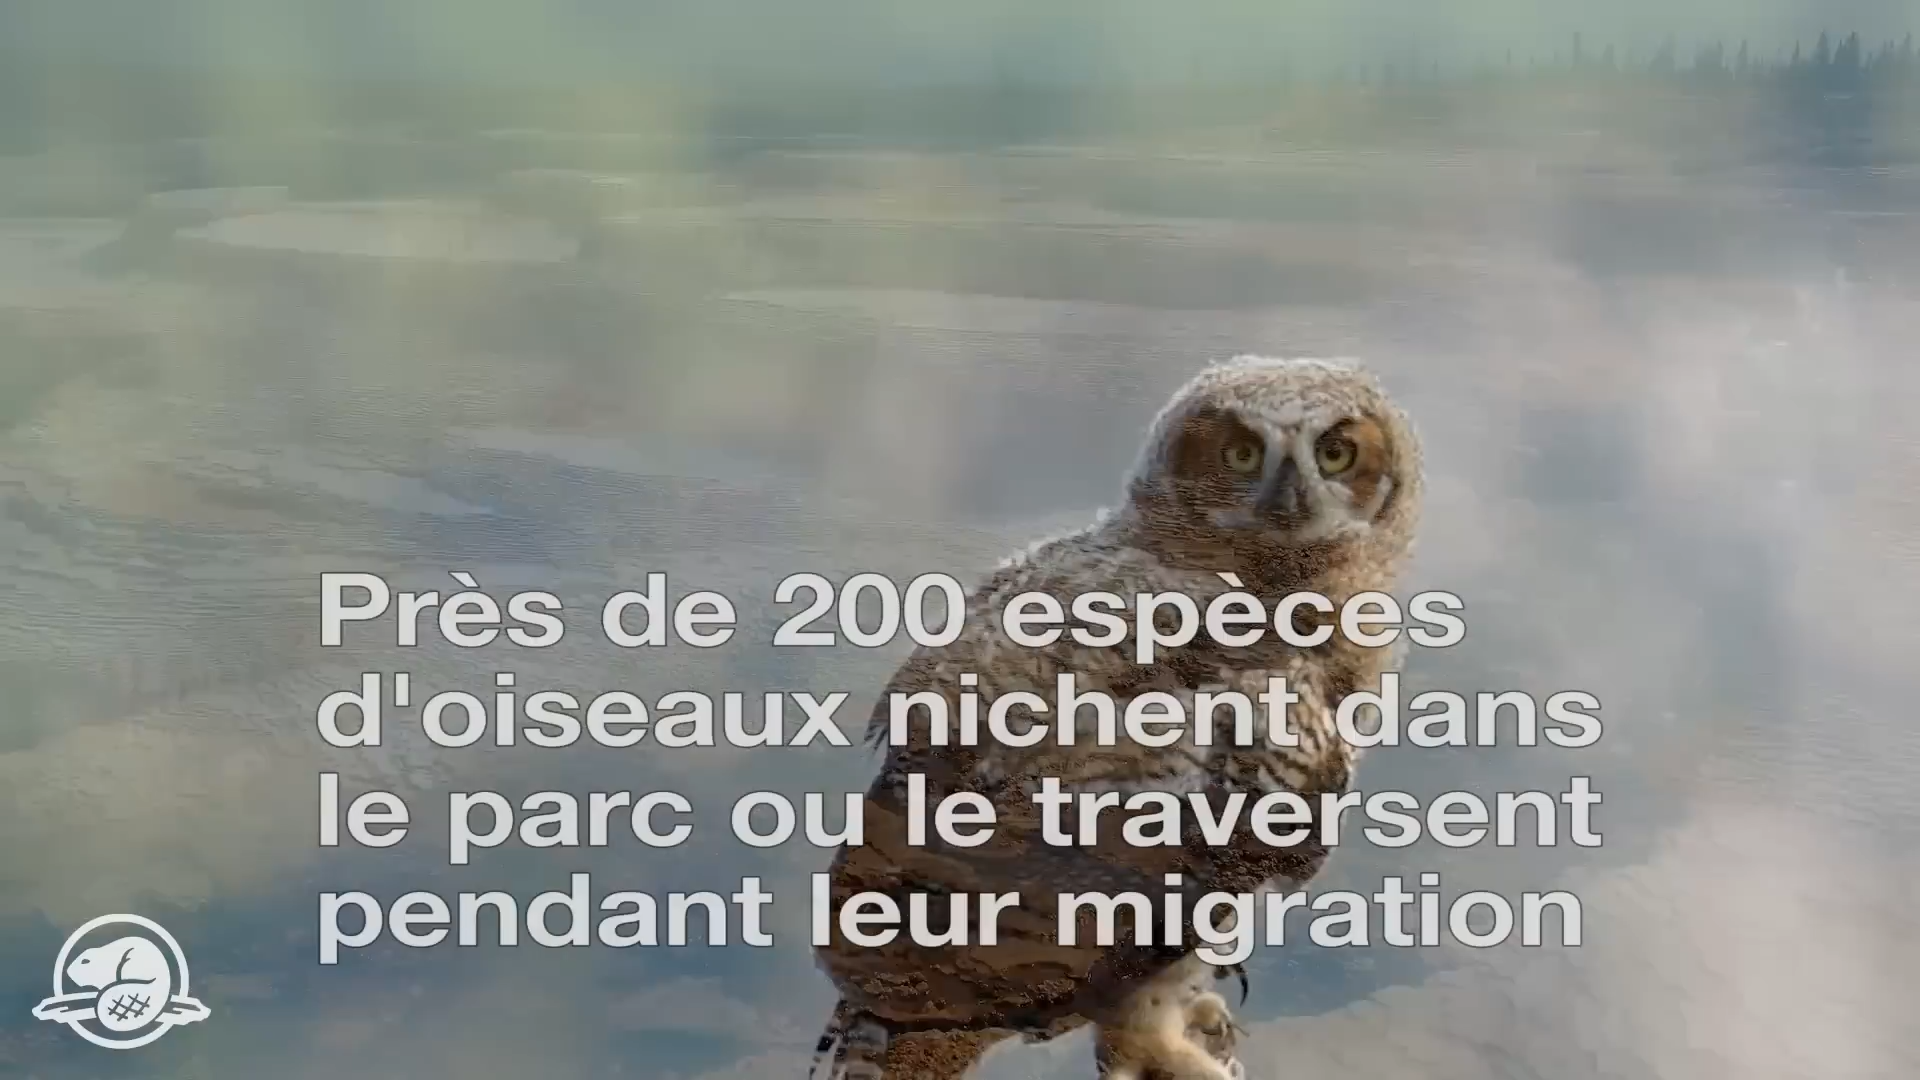 Près de 200 espèces
d'oiseaux nichent dans
le parc ou le traversent
pendant leur migration